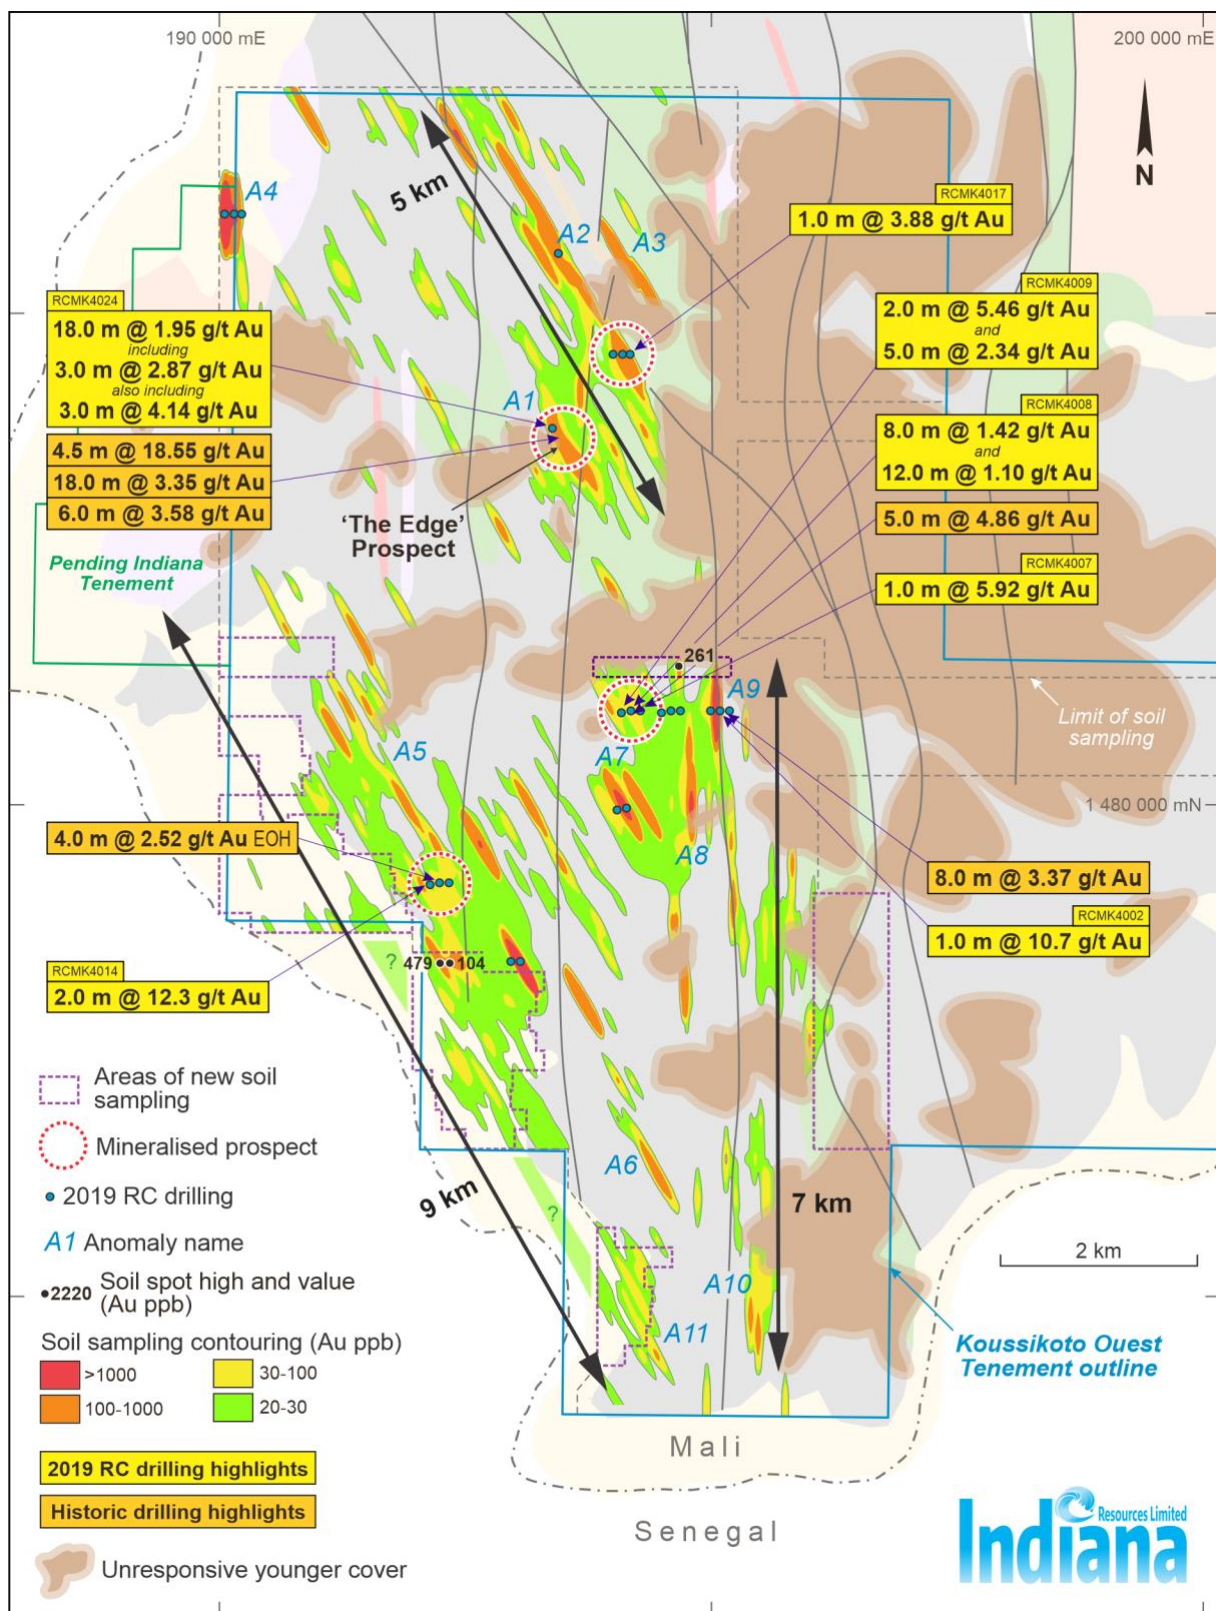 190 000 mE
200 000 mE
N
A4
5 km
A2
A3
RCMK4017
1.0 m @ 3.88 g/t Au
RCMK4009
2.0 m @ 5.46 g/t Au
and
5.0 m @ 2.34 g/t Au
RCMK4024
18.0 m @ 1.95 g/t Au
including
3.0 m @ 2.87 g/t Au
also including
3.0 m @ 4.14 g/t Au
4.5 m @ 18.55 g/t Au
18.0 m @ 3.35 g/t Au
6.0 m @ 3.58 g/t Au
A1
RCMK4008
8.0 m @ 1.42 g/t Au
and
12.0 m @ 1.10 g/t Au
5.0 m @ 4.86 g/t Au
‘The Edge’
Prospect
RCMK4007
1.0 m @ 5.92 g/t Au
Pending Indiana
Tenement
261
A9
Limit of soil
sampling
A5
A7
1 480 000 mN
4.0 m @ 2.52 g/t Au EOH
A8
8.0 m @ 3.37 g/t Au
RCMK4002
1.0 m @ 10.7 g/t Au
? 479 104
RCMK4014
2.0 m @ 12.3 g/t Au
Areas of new soil
sampling
Mineralised prospect
2019 RC drilling
A1 Anomaly name
2220 Soil spot high and value
(Au ppb)
Soil sampling contouring (Au ppb)
>1000
30-100
100-1000
20-30
2019 RC drilling highlights
Historic drilling highlights
Unresponsive younger cover
A6
9 km
?
7 km
2 km
A10
A11
Koussikoto Ouest
Tenement outline
Mali
Senegal
Indiana
Resources Limited